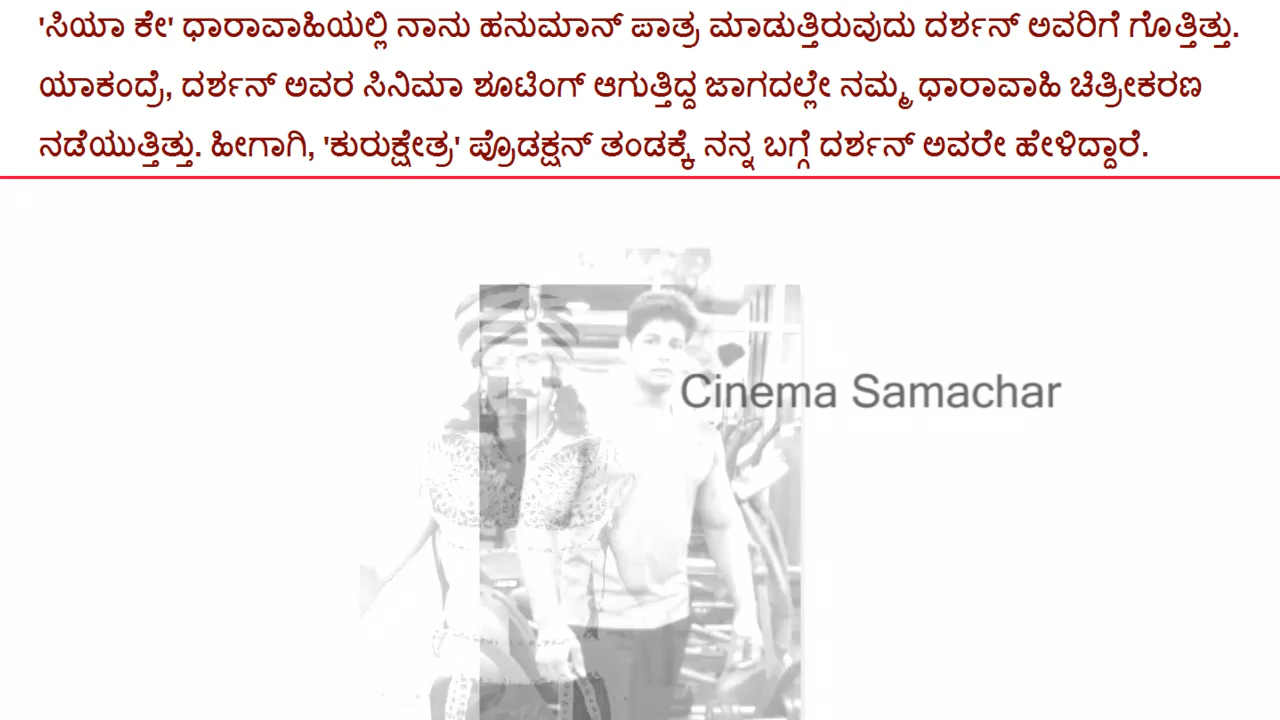 'ಸಿಯಾ ಕೇ' ಧಾರಾವಾಹಿಯಲ್ಲಿ ನಾನು ಹನುಮಾನ್ ಪಾತ್ರ ಮಾಡುತ್ತಿರುವುದು ದರ್ಶನ್ ಅವರಿಗೆ ಗೊತ್ತಿತ್ತು.
ಯಾಕಂದ್ರೆ, ದರ್ಶನ್ ಅವರ ಸಿನಿಮಾ ಶೂಟಿಂಗ್ ಆಗುತ್ತಿದ್ದ ಜಾಗದಲ್ಲೇ ನಮ್ಮ ಧಾರಾವಾಹಿ ಚಿತ್ರೀಕರಣ
ನಡೆಯುತ್ತಿತ್ತು. ಹೀಗಾಗಿ, 'ಕುರುಕ್ಷೇತ್ರ' ಪ್ರೊಡಕ್ಷನ್ ತಂಡಕ್ಕೆ ನನ್ನ ಬಗ್ಗೆ ದರ್ಶನ್ ಅವರೇ ಹೇಳಿದ್ದಾರೆ.
Cinema Samachar